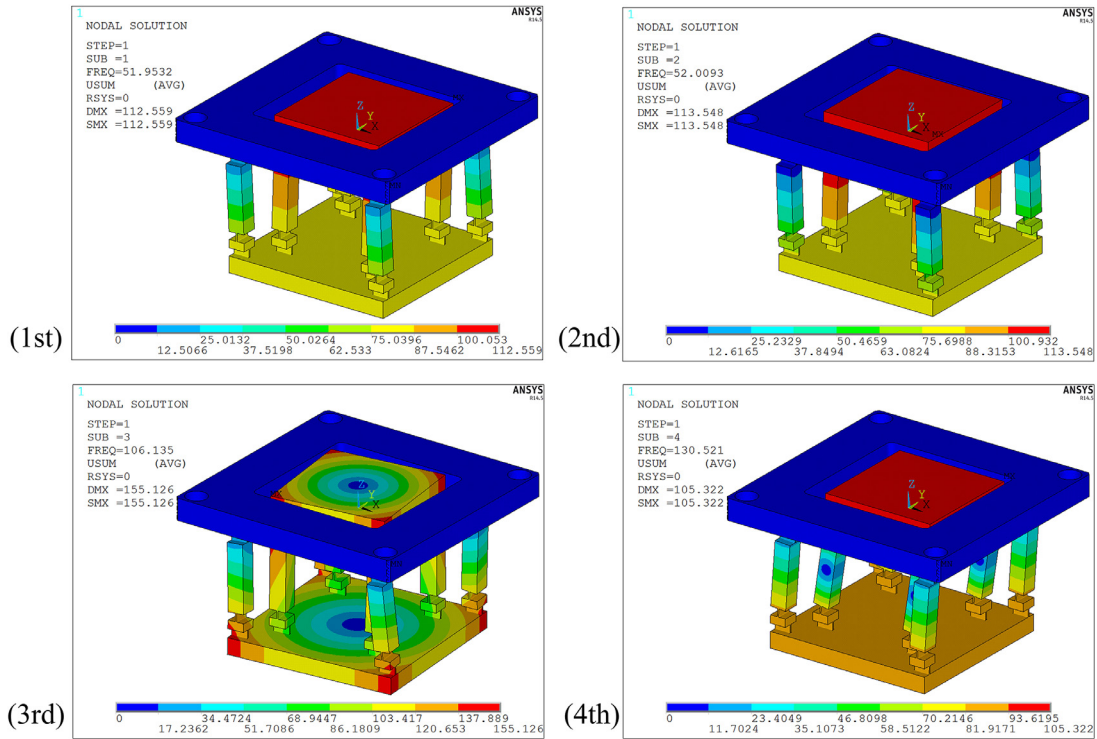 1
ANSYS
R14.5
NODAL SOLUTION
STEP=1
SUB =1
FREQ=51.9532
USUM (AVG)
RSYS=0
DMX =112.559
SMX =112.559
Z
Y
X
(1st)
0 25.0132 50.0264 75.0396 100.053
12.5066 37.5198 62.533 87.5462 112.559
1
ANSYS
R14.5
NODAL SOLUTION
STEP=1
SUB =2
FREQ=52.0093
USUM (AVG)
RSYS=0
DMX =113.548
SMX =113.548
Z
Y
X
MX
(2nd)
0 25.2329 50.4659 75.6988 100.932
12.6165 37.8494 63.0824 88.3153 113.548
1
ANSYS
R14.5
NODAL SOLUTION
STEP=1
SUB =3
FREQ=106.135
USUM (AVG)
RSYS=0
DMX =155.126
SMX =155.126
Z
Y
X
(3rd)
0 34.4724 68.9447 103.417 137.889
17.2362 51.7086 86.1809 120.653 155.126
1
ANSYS
R14.5
NODAL SOLUTION
STEP=1
SUB =4
FREQ=130.521
USUM (AVG)
RSYS=0
DMX =105.322
SMX =105.322
Z
Y
X
(4th)
0 23.4049 46.8098 70.2146 93.6195
11.7024 35.1073 58.5122 81.9171 105.322